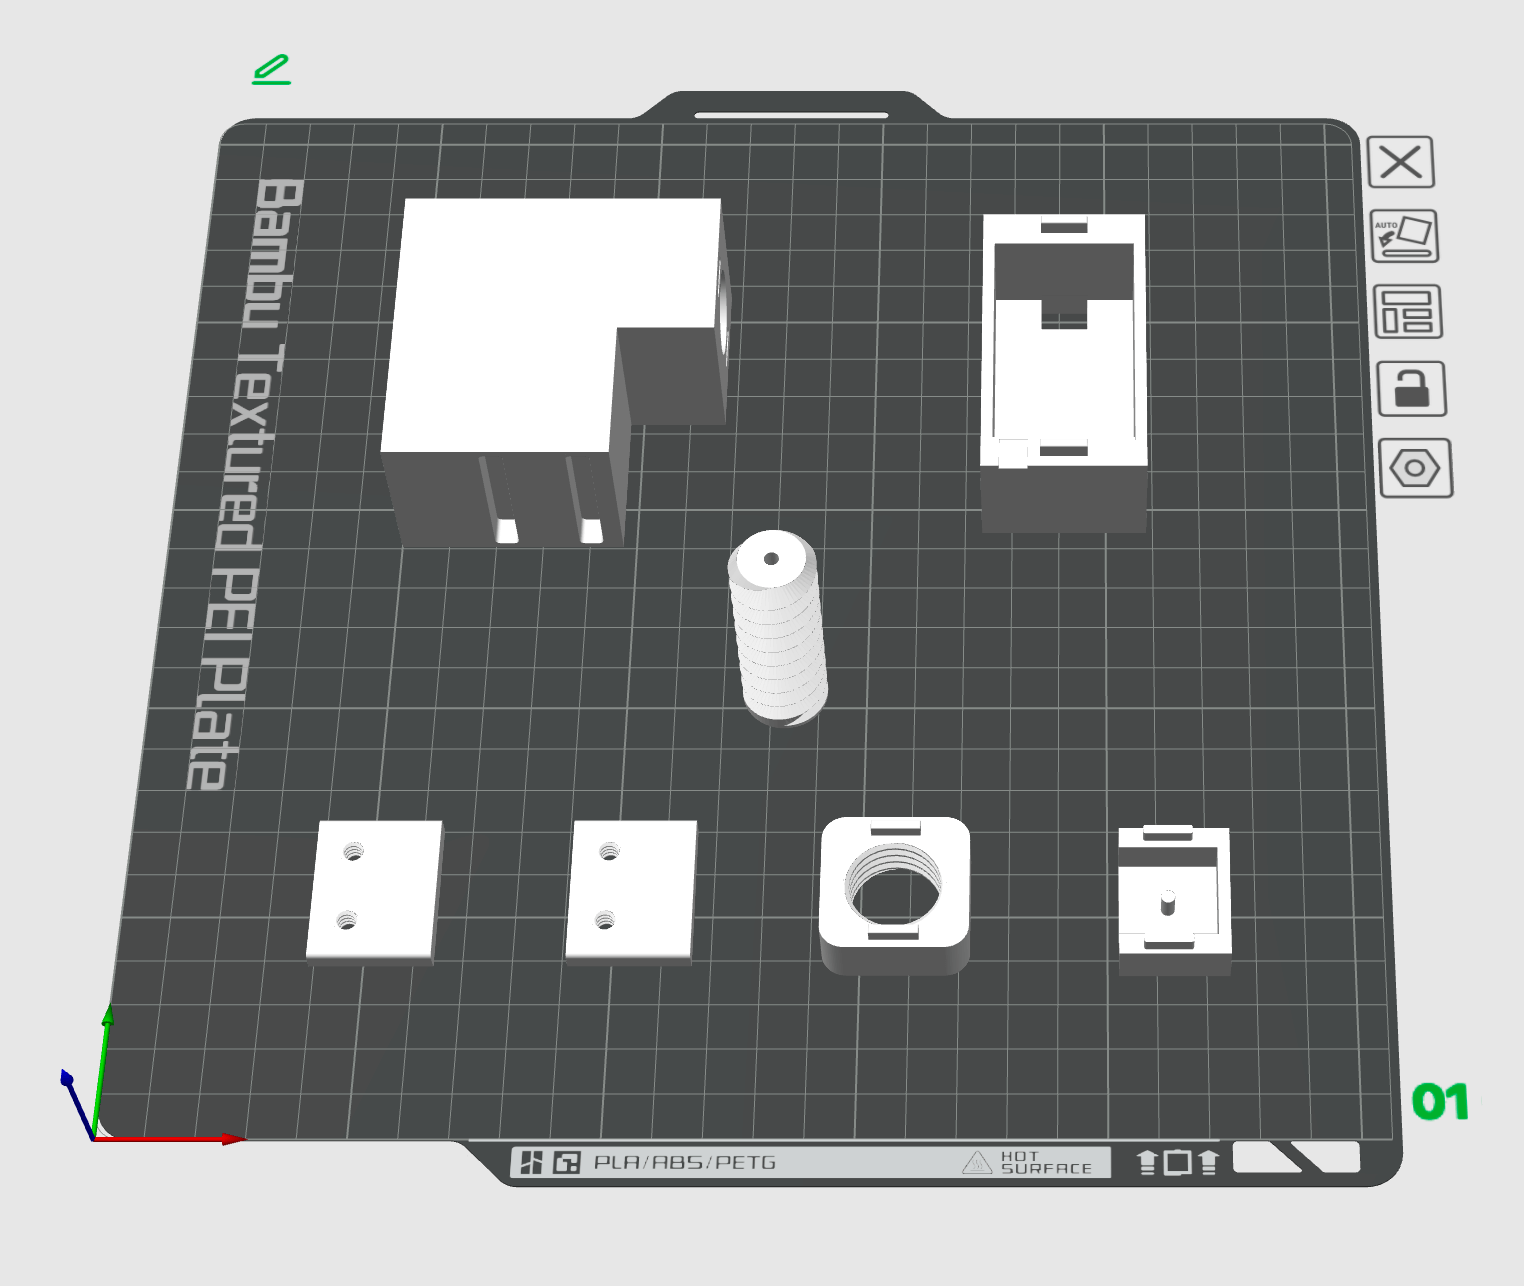 Bambu Textured PEI Plate
AUTO
01
PLA/ABS/PETG
HOT
SURFACE